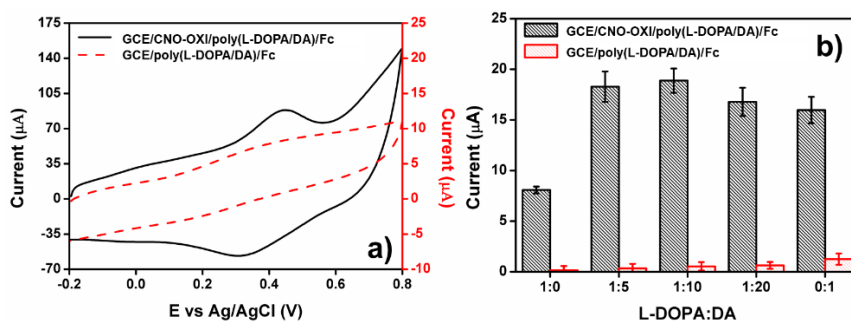 GCE/CNO-OXI/poly(L-DOPA/DA)/Fc
GCE/poly(L-DOPA/DA)/Fc
175
140
105
70
35
0
-35
-70
Current(μA)
25
20
15
10
5
0
-5
-10
Current (μA)
-0.2 0.0 0.2 0.4 0.6 0.8
E vs Ag/AgCl (V)
a)
GCE/CNO-OXI/poly(L-DOPA/DA)/Fc
GCE/poly(L-DOPA/DA)/Fc
b)
25
20
15
10
5
0
Current (μA)
1:0 1:5 1:10 1:20 0:1
L-DOPA:DA